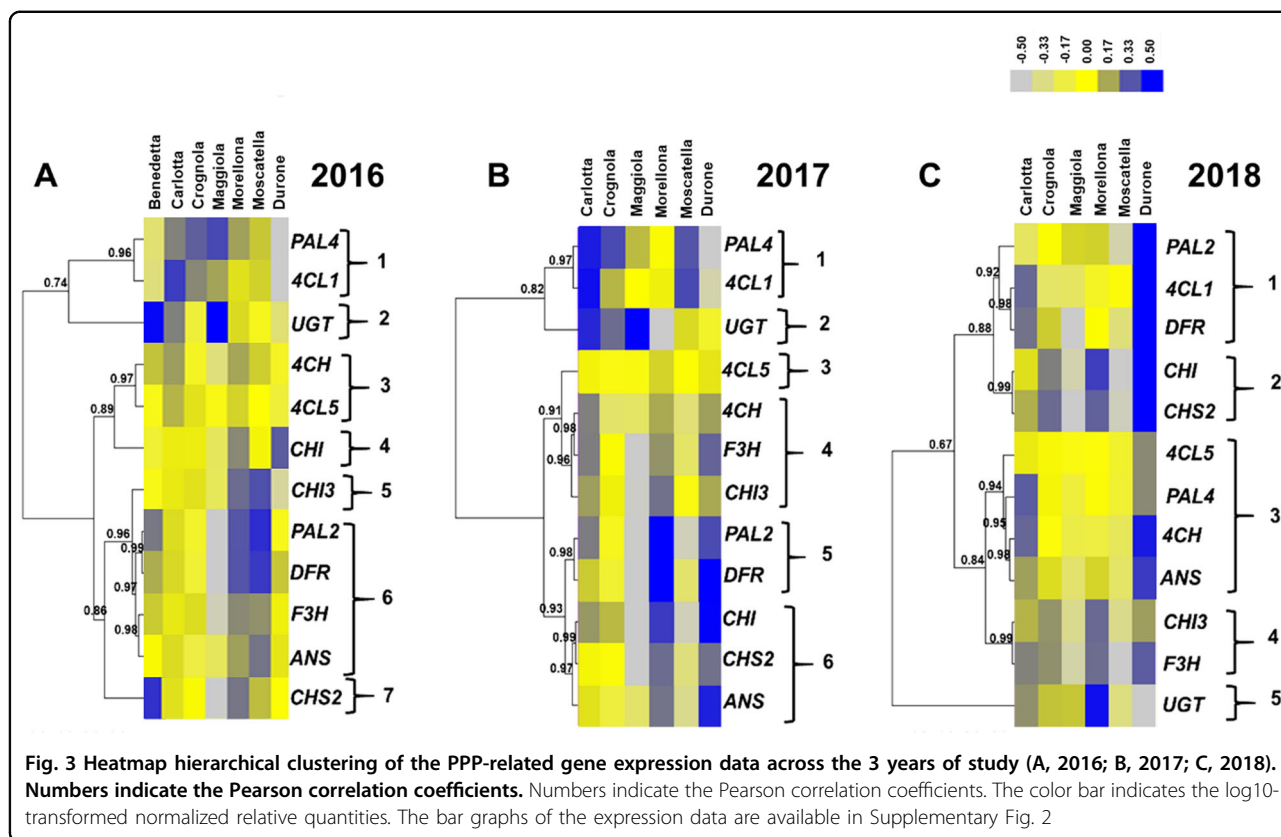 -0.50
-0.33
-0.17
0.00
0.17
0.33
0.50
A
Benedetta
Carlotta
Crognola
Maggiola
Morellona
Moscatella
Durone
2016
0.96
0.74
0.97
0.89
0.96
0.99
0.97
0.98
0.86
PAL4
4CL1
UGT
4CH
4CL5
CHI
CHI3
PAL2
DFR
F3H
ANS
CHS2
1
2
3
4
5
6
7
B
Carlotta
Crognola
Maggiola
Morellona
Moscatella
Durone
2017
0.97
0.82
0.91
0.98
0.96
0.98
0.93
0.99
0.97
PAL4
4CL1
UGT
4CL5
4CH
F3H
CHI3
PAL2
DFR
CHI
CHS2
ANS
1
2
3
4
5
6
C
Carlotta
Crognola
Maggiola
Morellona
Moscatella
Durone
2018
0.92
0.98
0.88
0.99
0.67
0.94
0.95
0.98
0.84
0.99
PAL2
4CL1
DFR
CHI
CHS2
4CL5
PAL4
4CH
ANS
CHI3
F3H
UGT
1
2
3
4
5
Fig. 3 Heatmap hierarchical clustering of the PPP-related gene expression data across the 3 years of study (A, 2016; B, 2017; C, 2018).
Numbers indicate the Pearson correlation coefficients. Numbers indicate the Pearson correlation coefficients. The color bar indicates the log10-
transformed normalized relative quantities. The bar graphs of the expression data are available in Supplementary Fig. 2